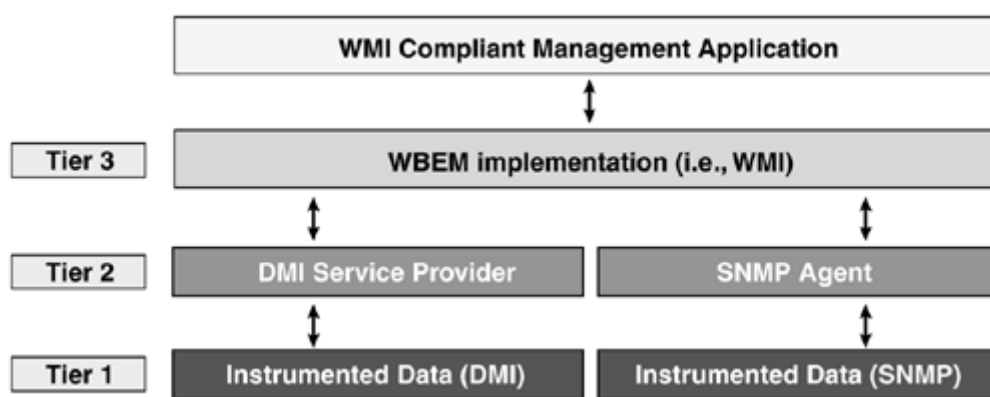 WMI Compliant Management Application
Tier 3
WBEM implementation (i.e., WMI)
Tier 2
DMI Service Provider
SNMP Agent
Tier 1
Instrumented Data (DMI)
Instrumented Data (SNMP)